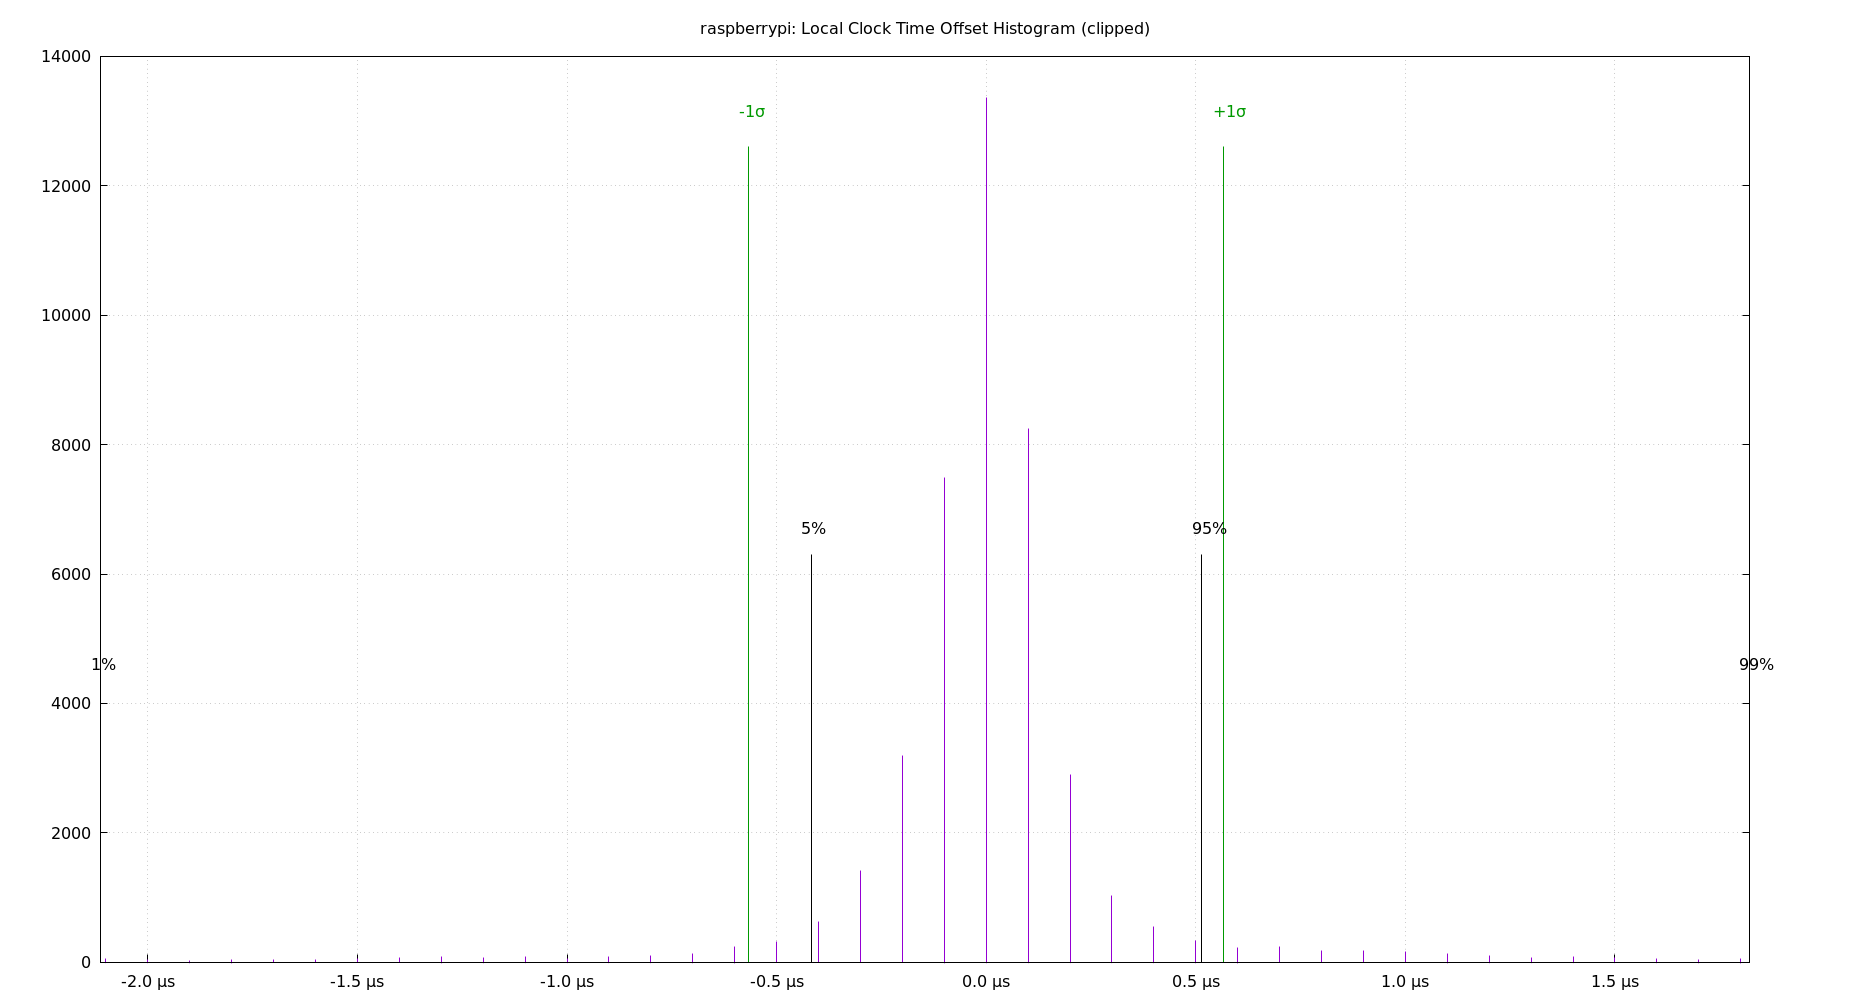 raspberrypi: Local Clock Time Offset Histogram (clipped)
14000
-1σ
+1σ
12000
10000
8000
5%
95%
6000
1%
99%
4000
2000
0
-2.0 µs
-1.5 µs
-1.0 µs
-0.5 µs
0.0 µs
0.5 µs
1.0 µs
1.5 µs